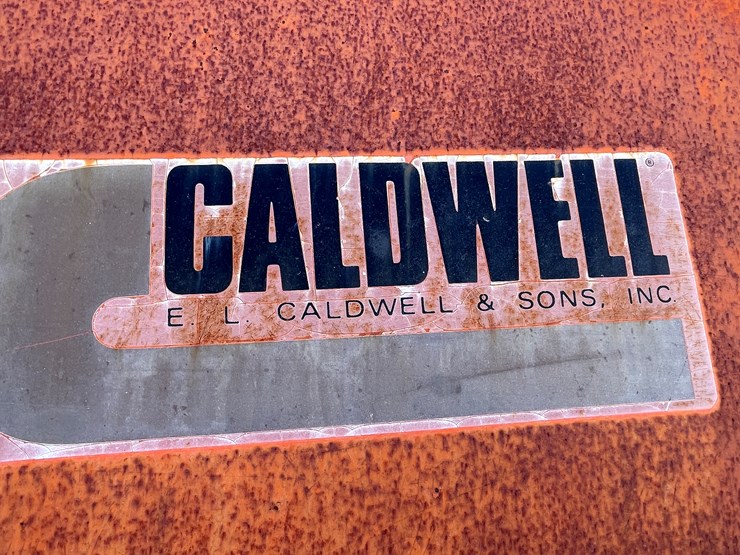 CALDWELL®
E. L. CALDWELL & SONS, INC.